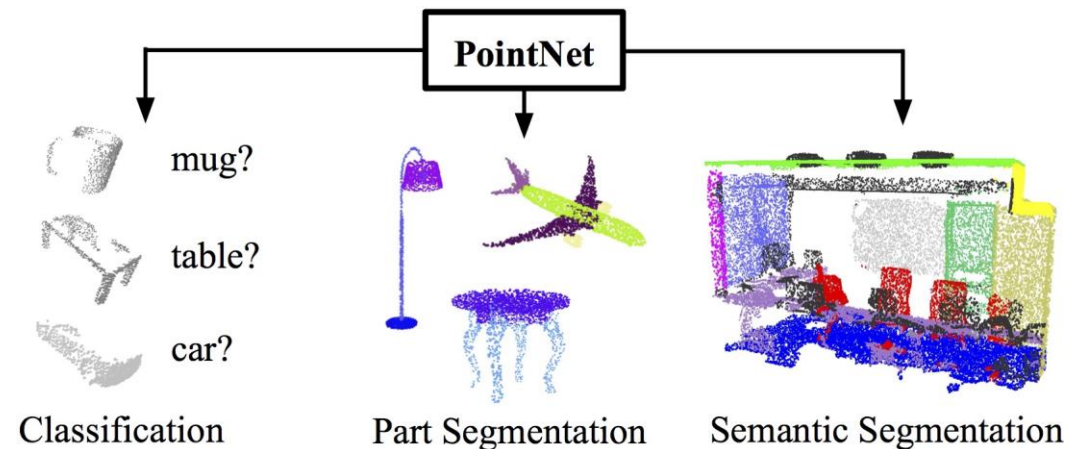 PointNet
mug?
table?
car?
Classification
Part Segmentation
Semantic Segmentation